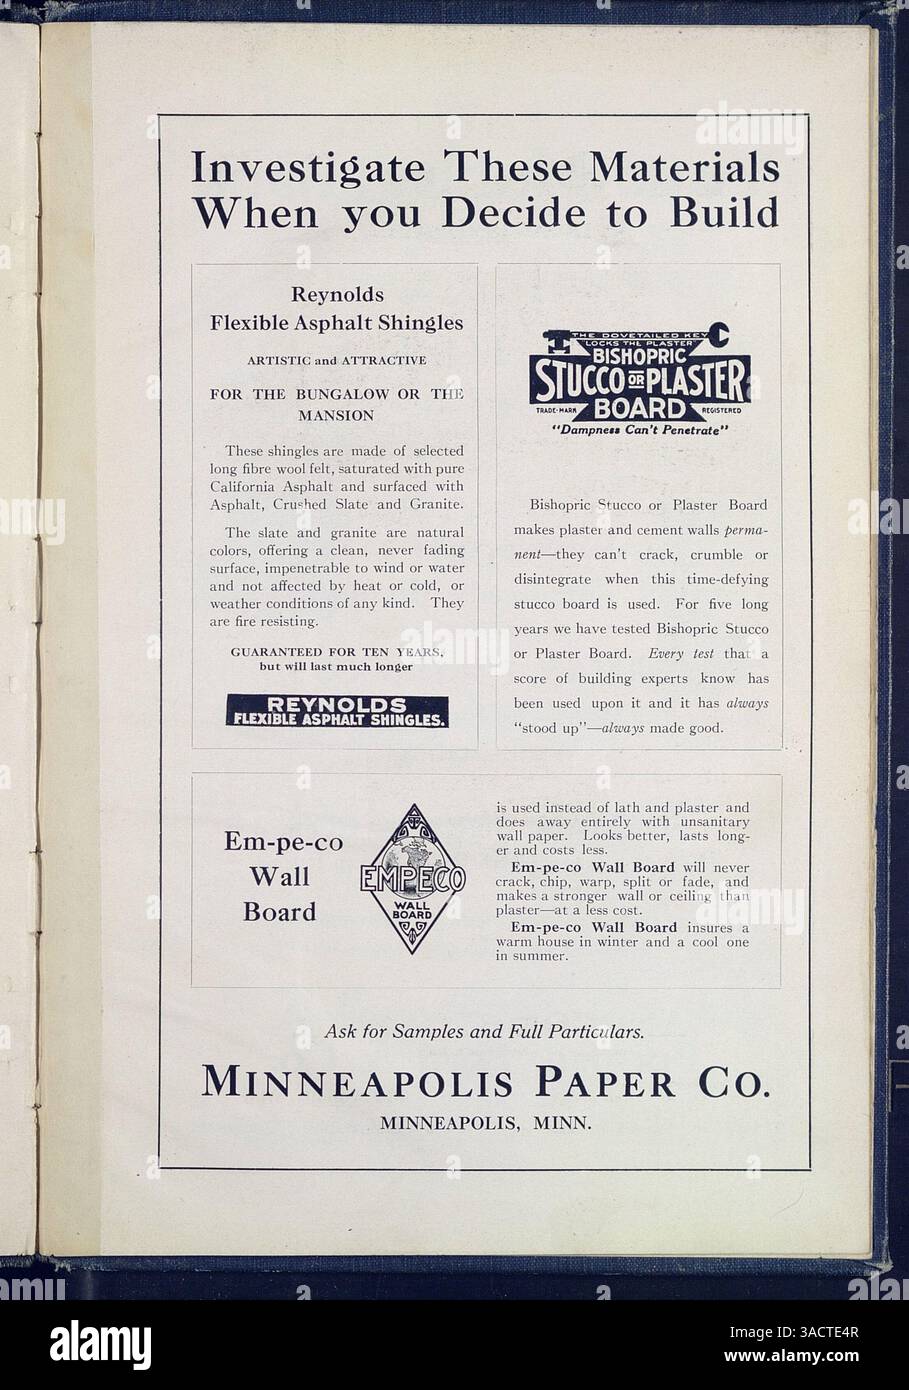 Investigate These Materials
When you Decide to Build
Reynolds
Flexible Asphalt Shingles
ARTISTIC and ATTRACTIVE
FOR THE BUNGALOW OR THE
MANSION
These shingles are made of selected
long fibre wool felt, saturated with pure
California Asphalt and surfaced with
Asphalt, Crushed Slate and Granite.
The slate and granite are natural
colors, offering a clean, never fading
surface, impenetrable to wind or water
and not affected by heat or cold, or
weather conditions of any kind. They
are fire resisting.
GUARANTEED FOR TEN YEARS,
but will last much longer
REYNOLDS
FLEXIBLE ASPHALT SHINGLES.
THE DOVETAILED KEY
LOCKS THE PLASTER
BISHOPRIC
STUCCO OR PLASTER
BOARD
TRADE-MARK REGISTERED
"Dampness Can't Penetrate"
Bishopric Stucco or Plaster Board
makes plaster and cement walls perma-
nent—they can't crack, crumble or
disintegrate when this time-defying
stucco board is used. For five long
years we have tested Bishopric Stucco
or Plaster Board. Every test that a
score of building experts know has
been used upon it and it has always
"stood up"—always made good.
Em-pe-co
Wall
Board
EMPECO
WALL
BOARD
is used instead of lath and plaster and
does away entirely with unsanitary
wall paper. Looks better, lasts long-
er and costs less.
Em-pe-co Wall Board will never
crack, chip, warp, split or fade, and
makes a stronger wall or ceiling than
plaster—at a less cost.
Em-pe-co Wall Board insures a
warm house in winter and a cool one
in summer.
Ask for Samples and Full Particulars.
MINNEAPOLIS PAPER CO.
MINNEAPOLIS, MINN.
alamy
Image ID: 3ACTE4R
www.alamy.com